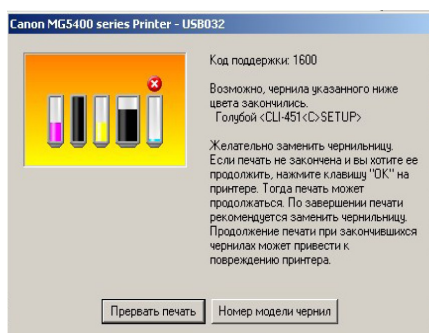 Canon MG5400 series Printer - USB032
Код поддержки: 1600
Возможно, чернила указанного ниже
цвета закончились.
Голубой <CLI-451<C>SETUP>
Желательно заменить чернильницу.
Если печать не закончена и вы хотите ее
продолжить, нажмите клавишу "ОК" на
принтере. Тогда печать может
продолжаться. По завершении печати
рекомендуется заменить чернильницу.
Продолжение печати при закончившихся
чернилах может привести к
повреждению принтера.
Прервать печать
Номер модели чернил